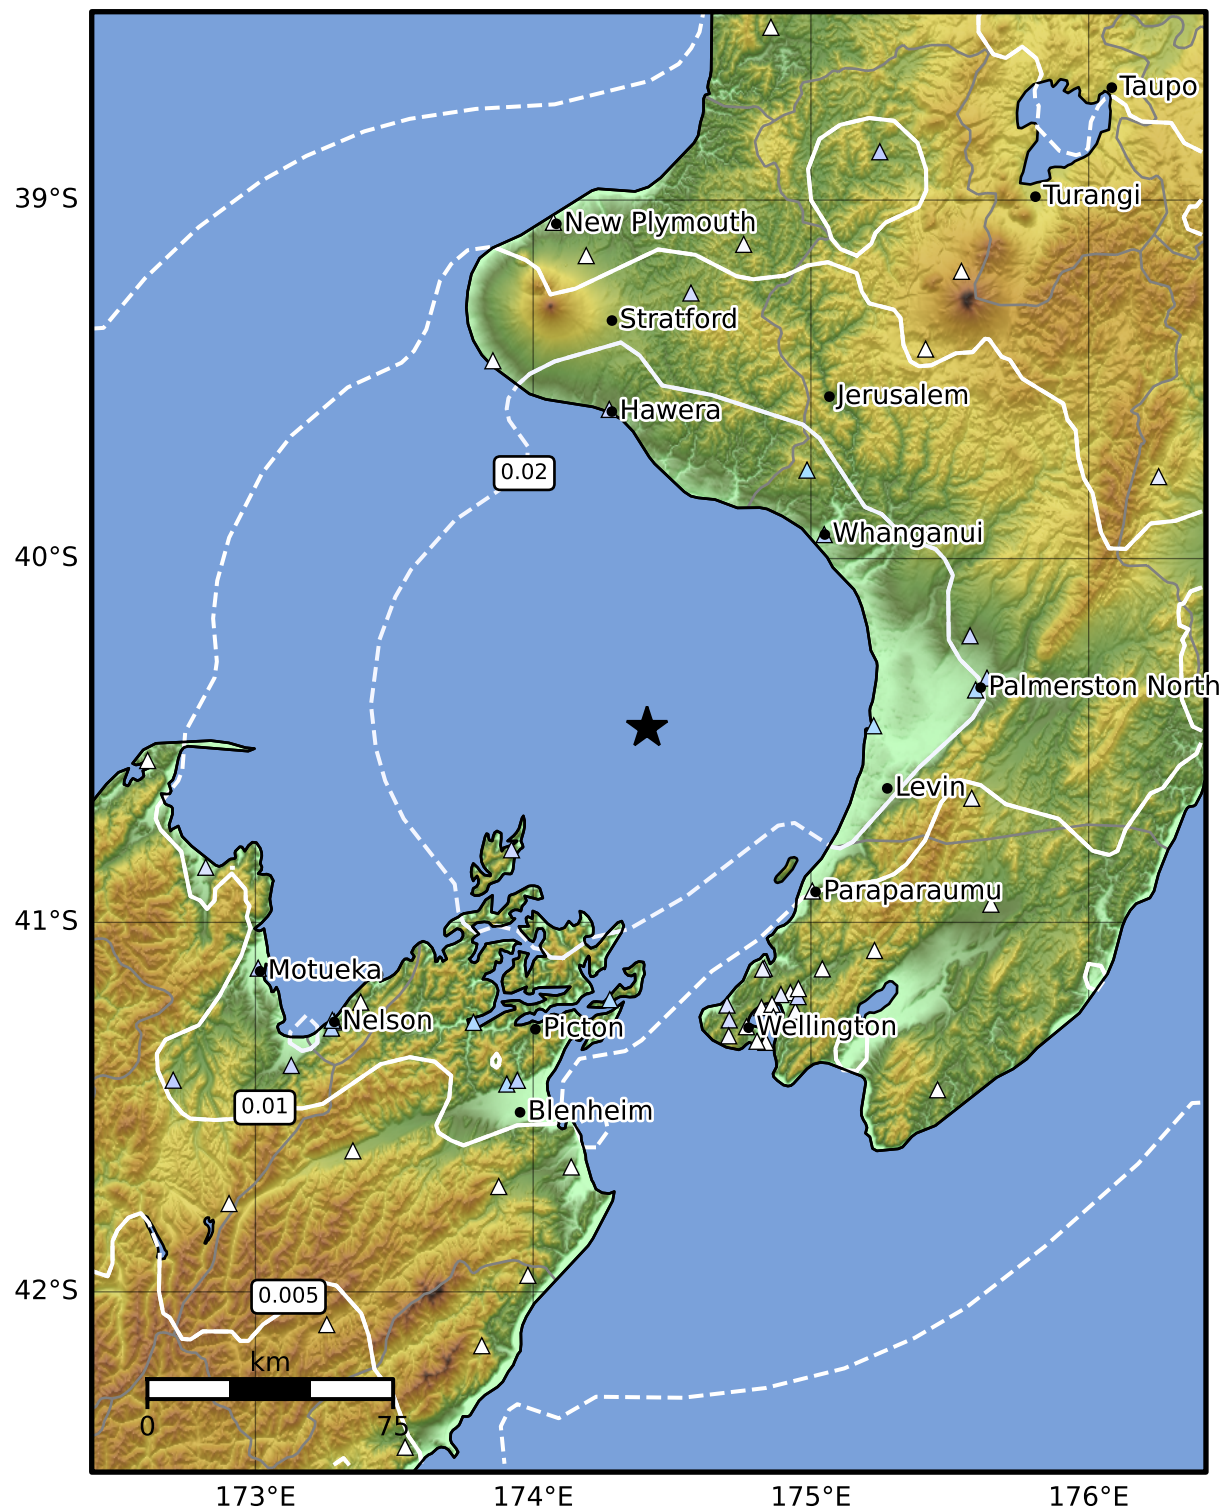 Taupo
39°S
Turangi
New Plymouth
Stratford
Jerusalem
Hawera
0.02
Whanganui
40°S
Palmerston North
Levin
Paraparaumu
41°S
Motueka
Nelson
Picton
Wellington
0.01
Blenheim
42°S
0.005
km
0 75
173°E 174°E 175°E 176°E